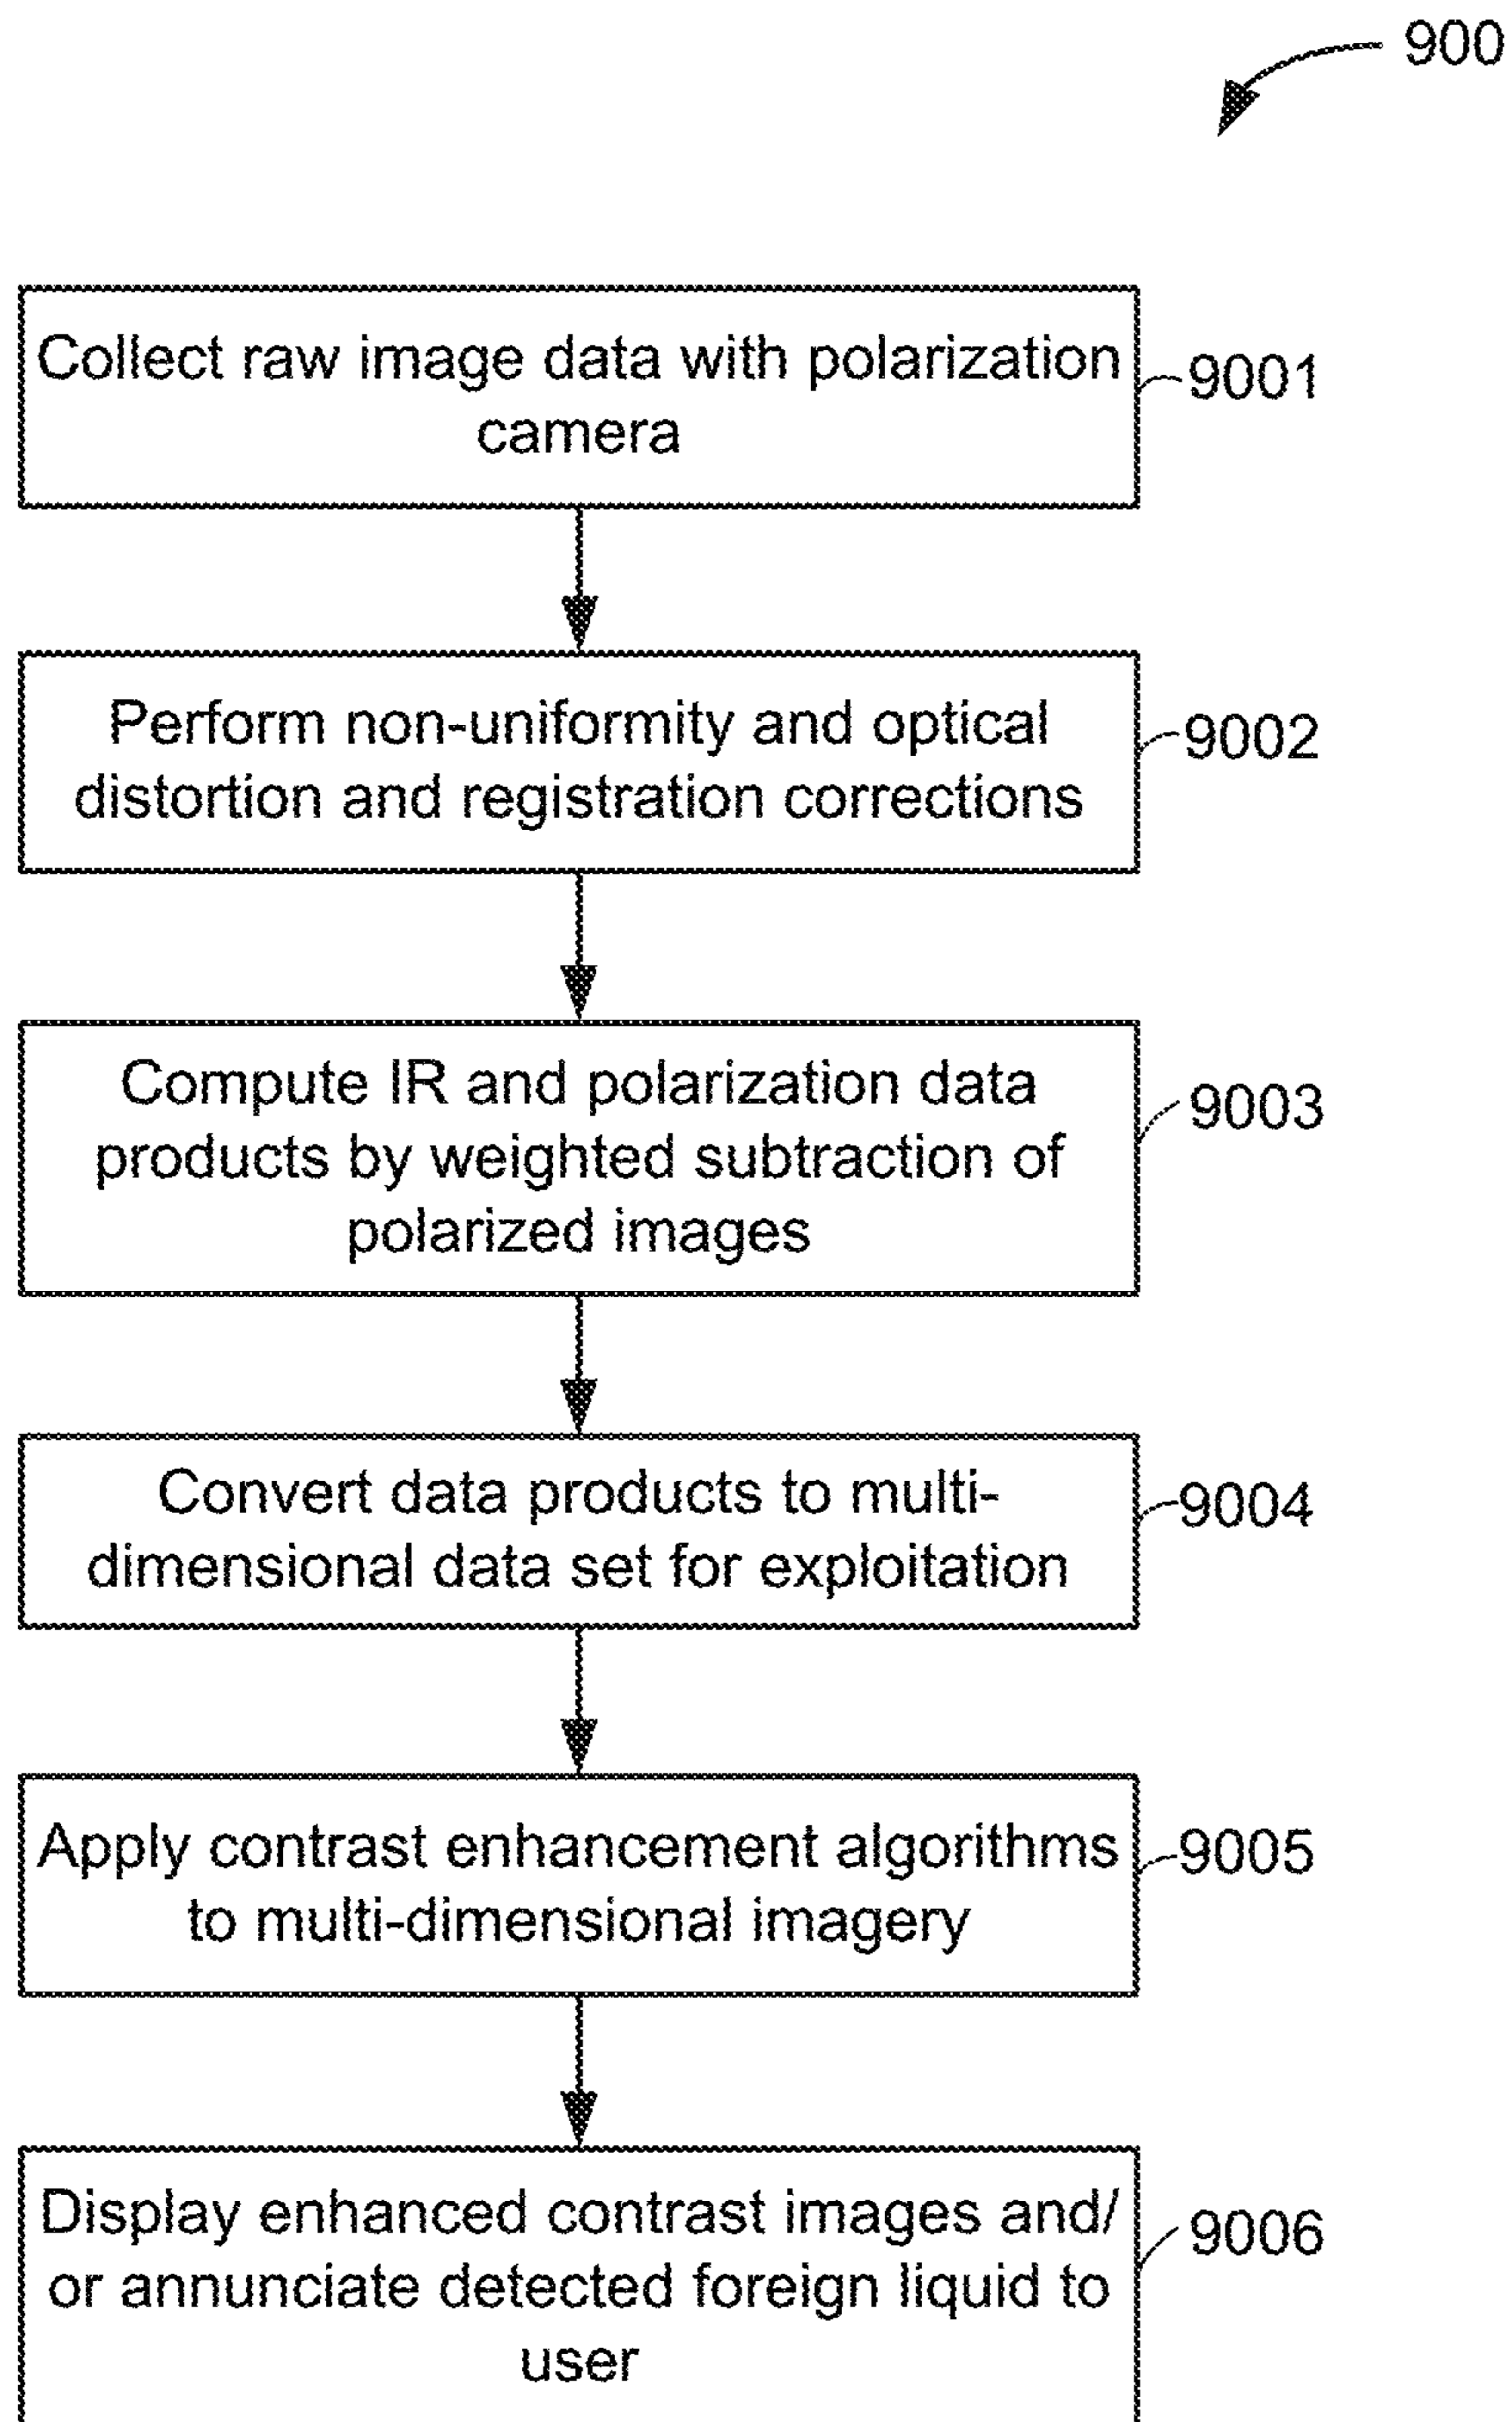 900
Collect raw image data with polarization
camera
9001
Perform non-uniformity and optical
distortion and registration corrections
9002
Compute IR and polarization data
products by weighted subtraction of
polarized images
9003
Convert data products to multi-
dimensional data set for exploitation
9004
Apply contrast enhancement algorithms
to multi-dimensional imagery
9005
Display enhanced contrast images and/
or annunciate detected foreign liquid to
user
9006